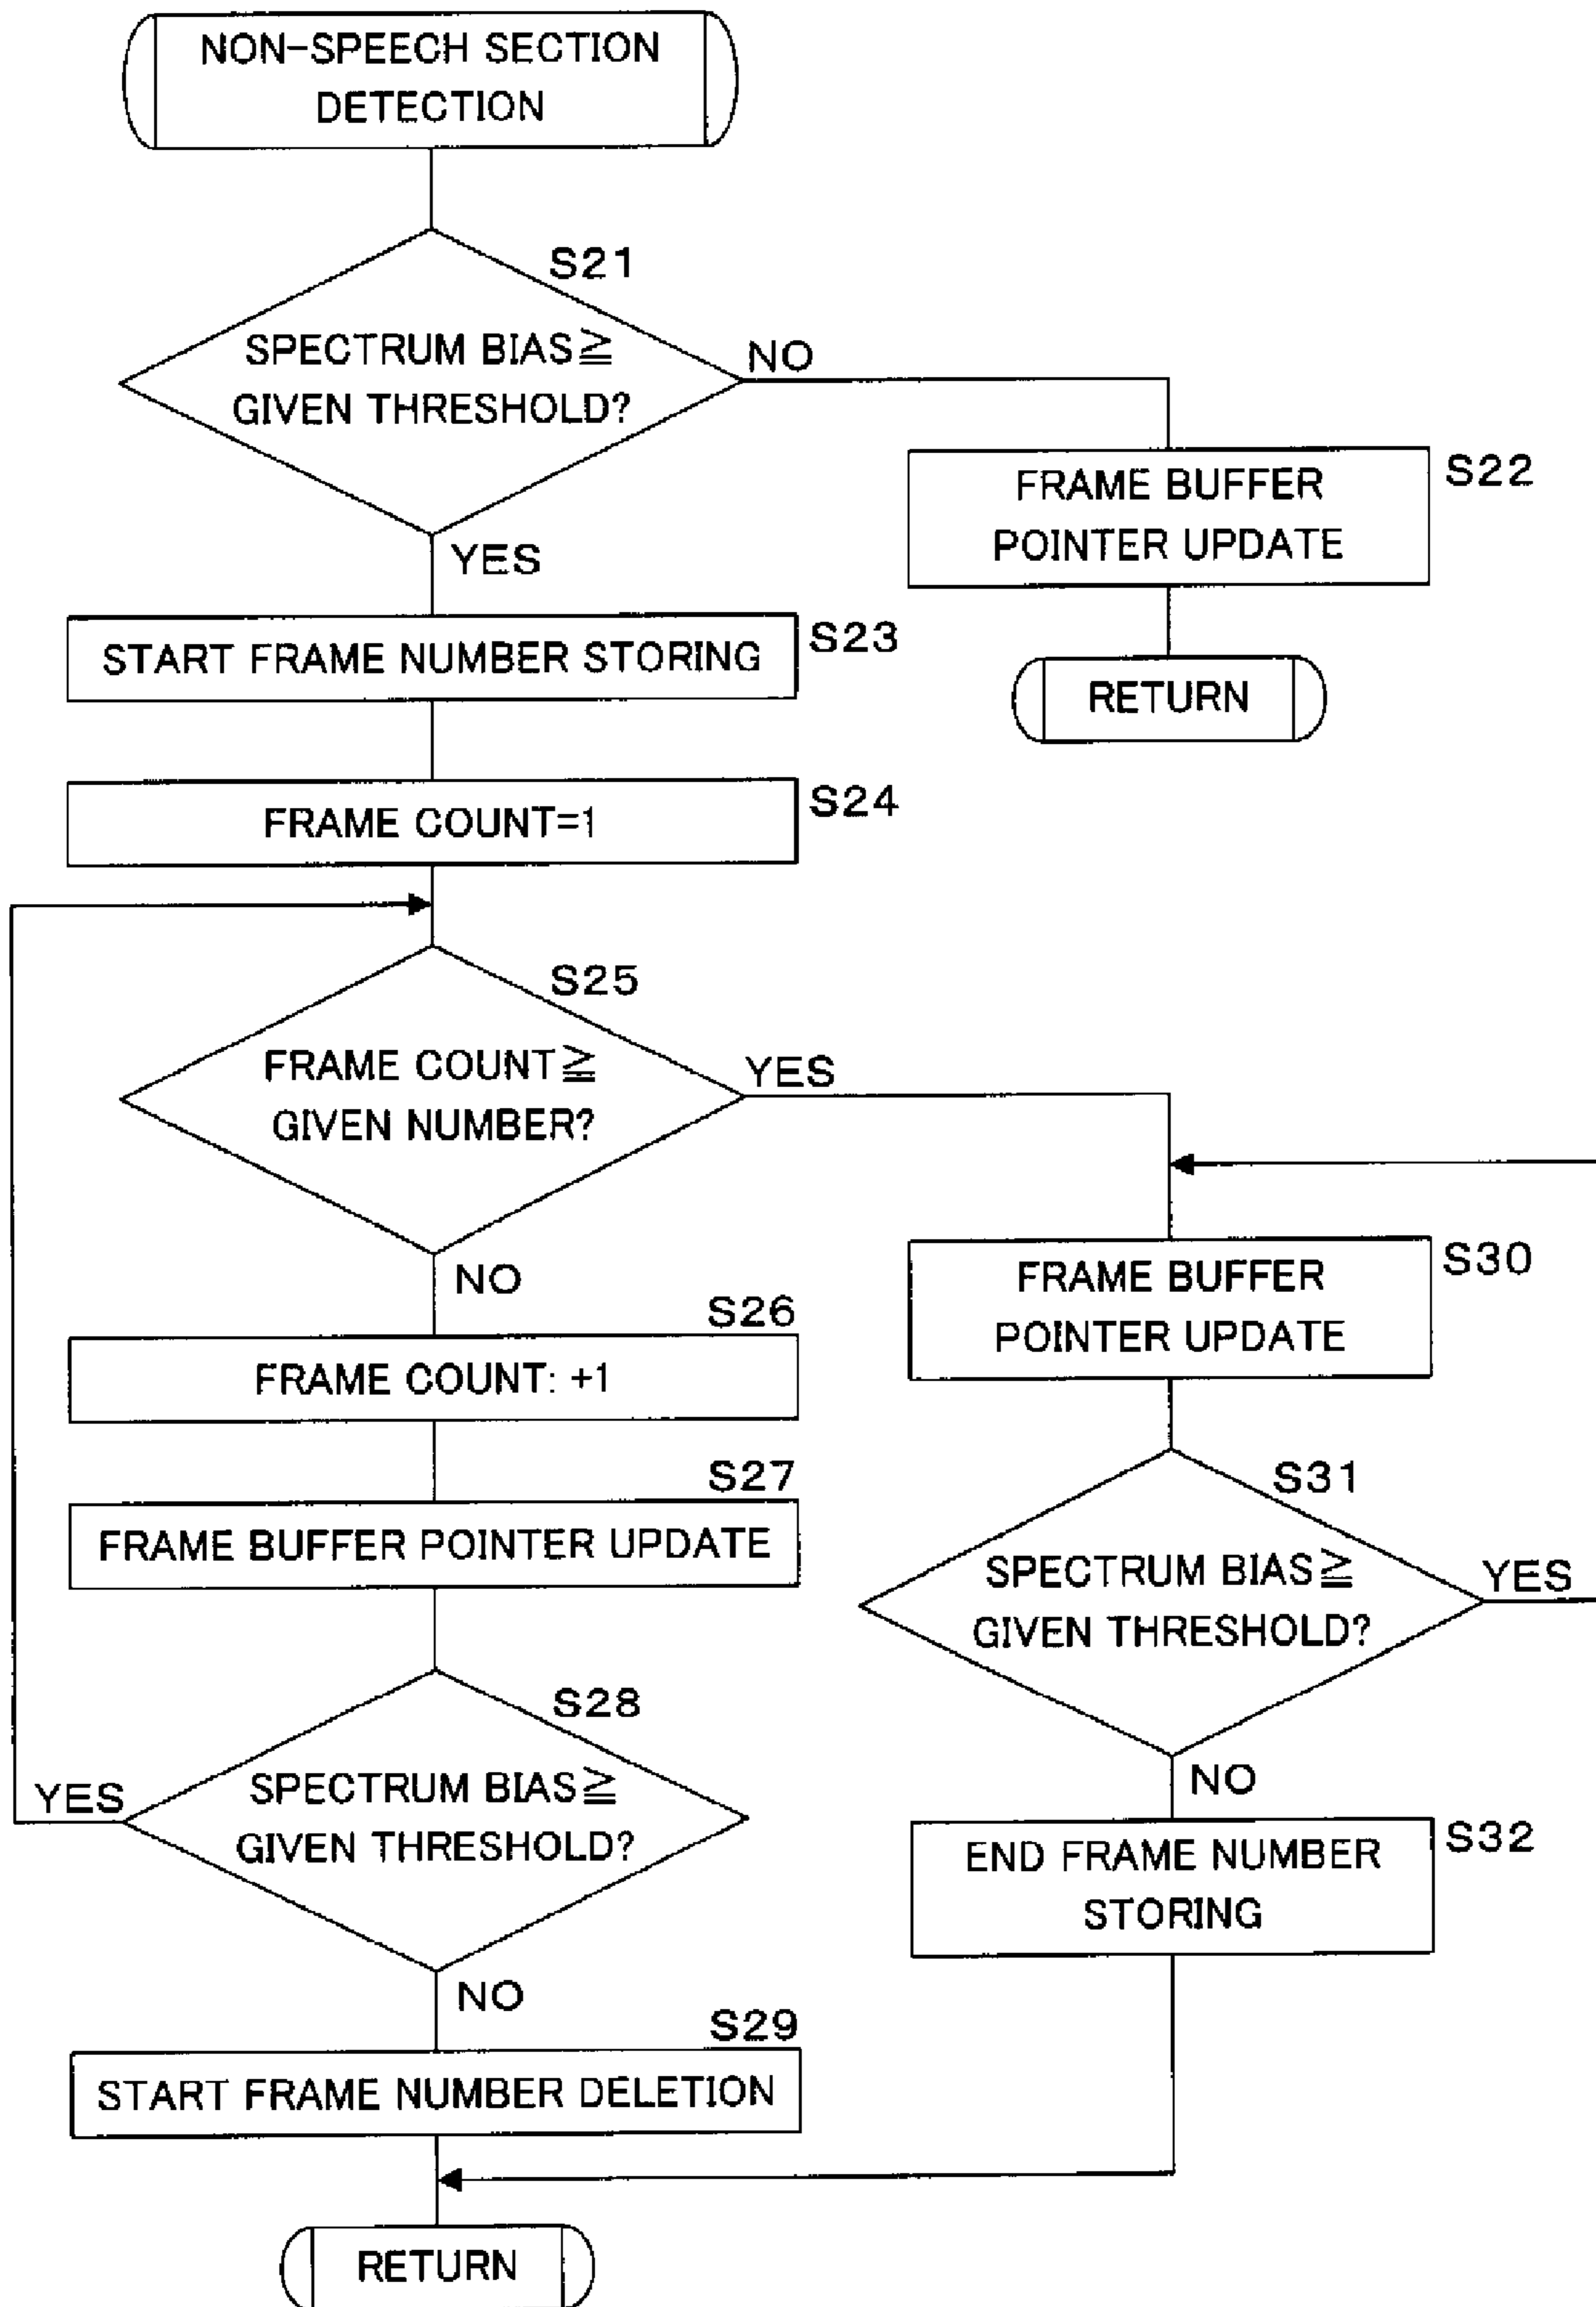 NON-SPEECH SECTION
DETECTION
S21
SPECTRUM BIAS≧
GIVEN THRESHOLD?
NO
YES
FRAME BUFFER
POINTER UPDATE
S22
RETURN
START FRAME NUMBER STORING
S23
FRAME COUNT=1
S24
S25
FRAME COUNT≧
GIVEN NUMBER?
YES
NO
S26
FRAME COUNT: +1
S27
FRAME BUFFER POINTER UPDATE
S28
SPECTRUM BIAS≧
GIVEN THRESHOLD?
YES
NO
S29
START FRAME NUMBER DELETION
FRAME BUFFER
POINTER UPDATE
S30
S31
SPECTRUM BIAS≧
GIVEN THRESHOLD?
YES
NO
END FRAME NUMBER
STORING
S32
RETURN